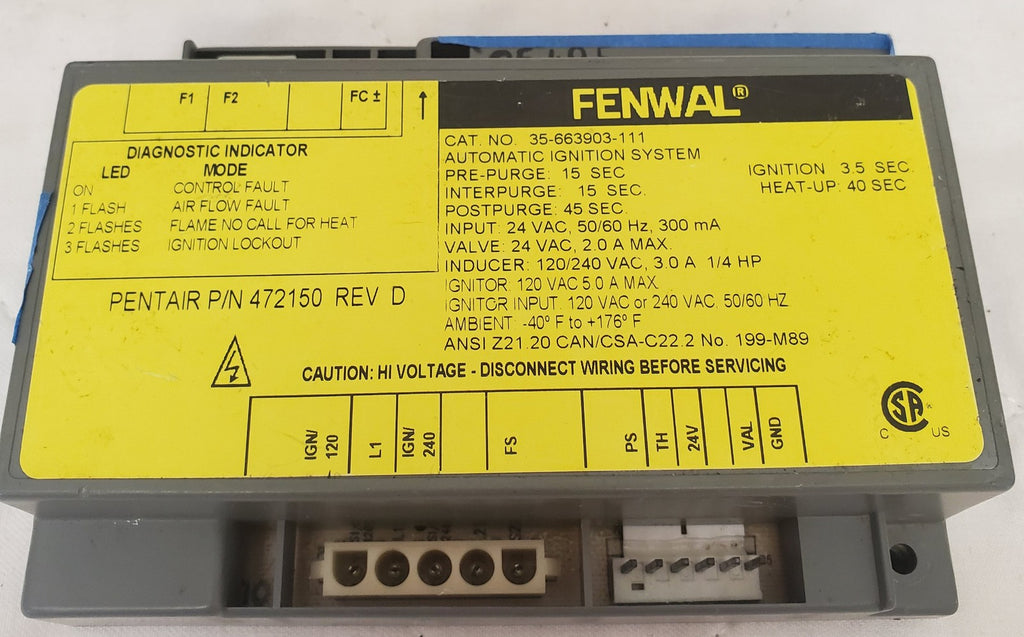 F1 F2 FC ± ↑
DIAGNOSTIC INDICATOR
LED MODE
ON CONTROL FAULT
1 FLASH AIR FLOW FAULT
2 FLASHES FLAME NO CALL FOR HEAT
3 FLASHES IGNITION LOCKOUT
PENTAIR P/N 472150 REV D
FENWAL®
CAT. NO. 35-663903-111
AUTOMATIC IGNITION SYSTEM
PRE-PURGE: 15 SEC
INTERPURGE: 15 SEC.
POSTPURGE: 45 SEC.
IGNITION 3.5 SEC.
HEAT-UP: 40 SEC
INPUT: 24 VAC, 50/60 Hz, 300 mA
VALVE: 24 VAC, 2.0 A MAX.
INDUCER: 120/240 VAC, 3.0 A 1/4 HP
IGNITOR: 120 VAC 5.0 A MAX
IGNITOR INPUT: 120 VAC or 240 VAC, 50/60 HZ
AMBIENT: -40° F to +176° F
ANSI Z21.20 CAN/CSA-C22.2 No. 199-M89
CAUTION: HI VOLTAGE - DISCONNECT WIRING BEFORE SERVICING
IGN/
120
L1
IGN/
240
FS
PS
TH
24V
VAL
GND
SA
C US